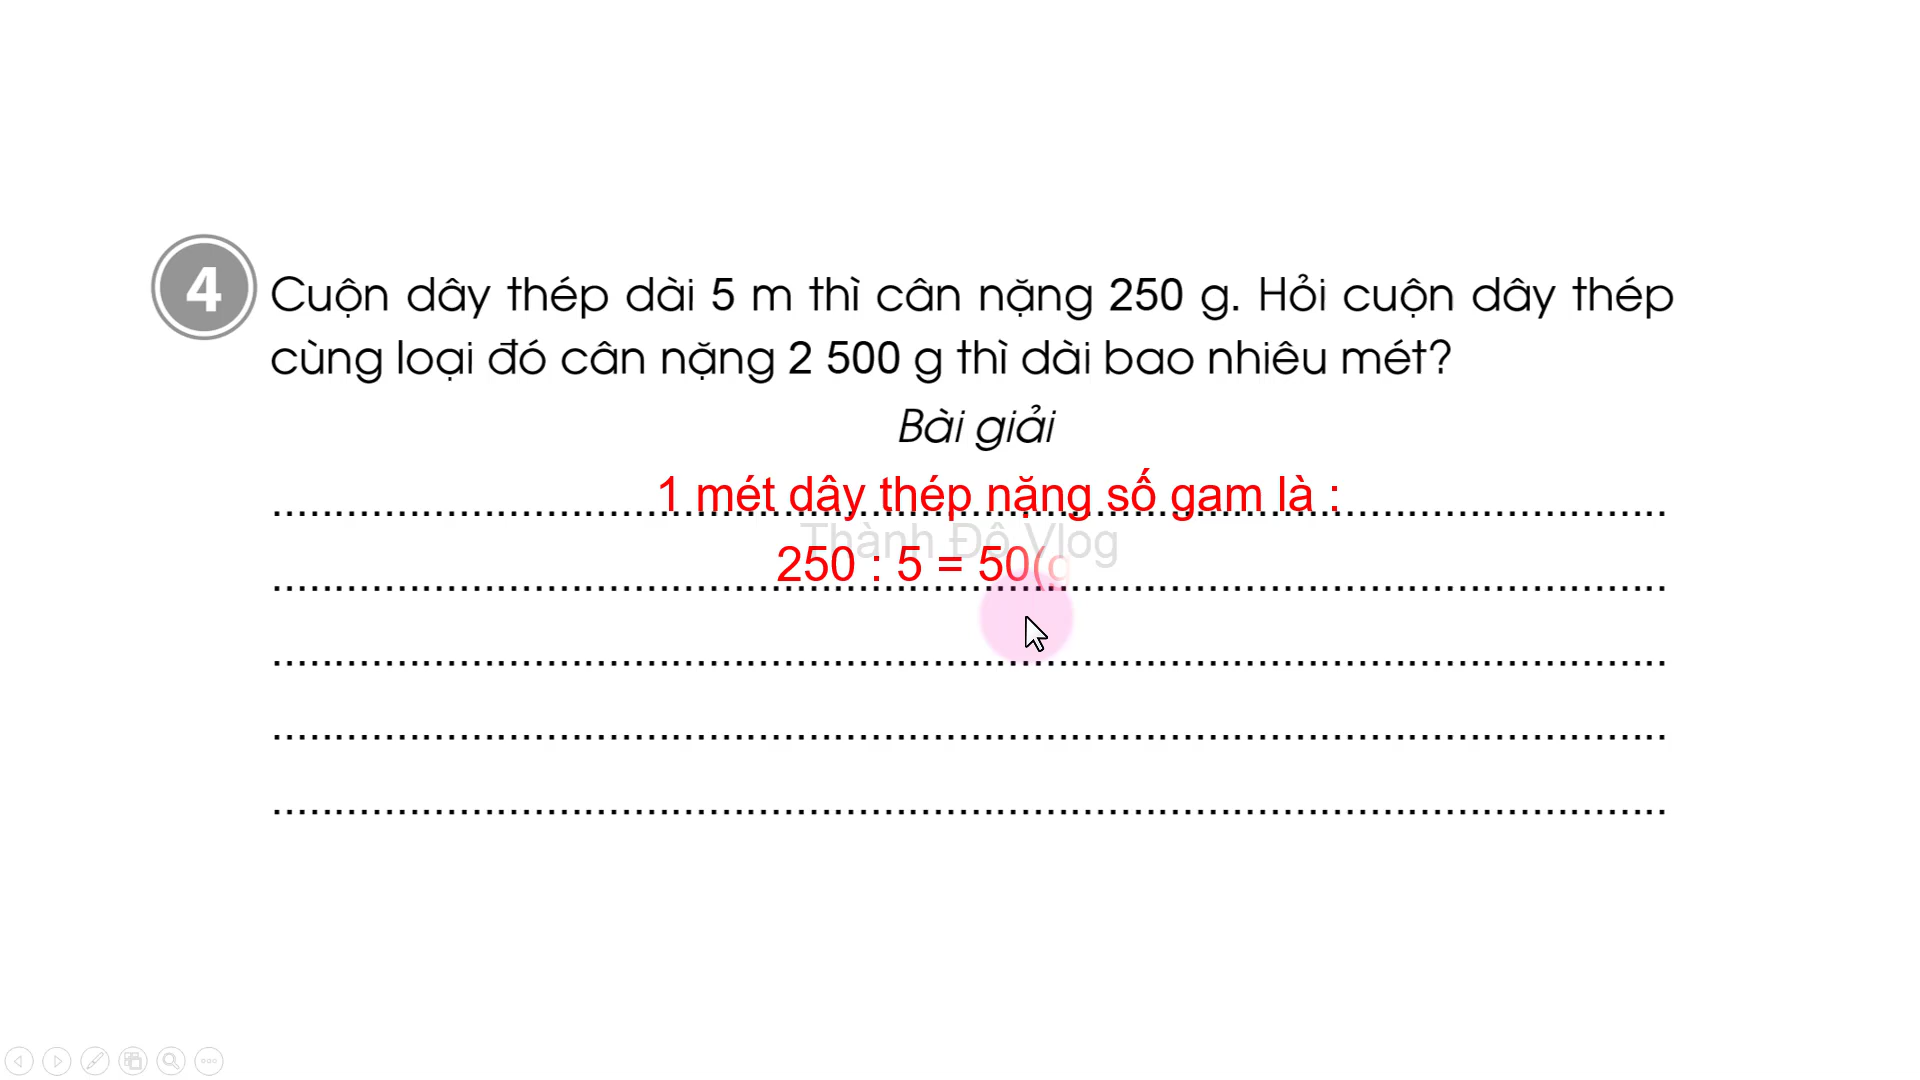 4
Cuộn dây thép dài 5 m thì cân nặng 250 g. Hỏi cuộn dây thép
cùng loại đó cân nặng 2 500 g thì dài bao nhiêu mét?
Bài giải
1 mét dây thép nặng số gam là :
Thành Đô Vlog
250 : 5 = 50(g